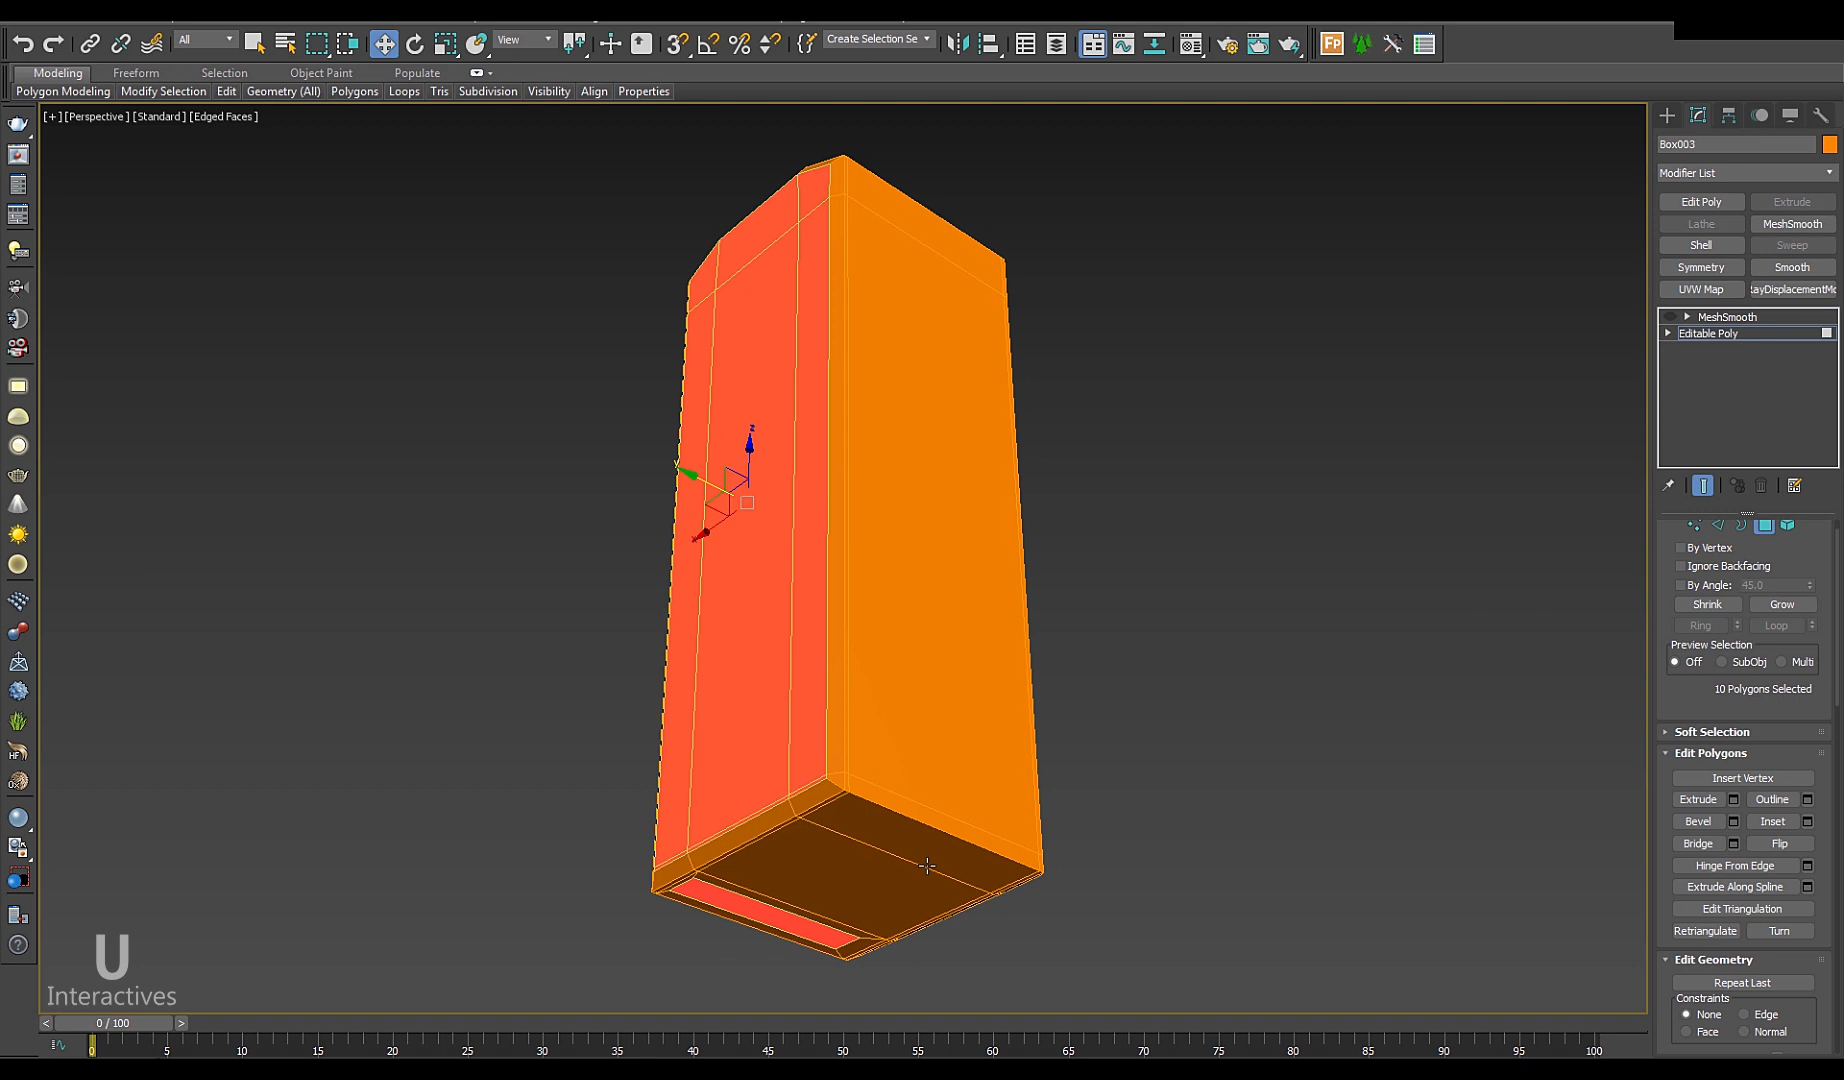 All
View
Create Selection Se
Modeling Freeform Selection Object Paint Populate
Polygon Modeling Modify Selection Edit Geometry (All) Polygons Loops Tris Subdivision Visibility Align Properties
[+] [Perspective ] [Standard ] [Edged Faces ]
Box003
Modifier List
Edit Poly Extrude
Lathe MeshSmooth
Shell Sweep
Symmetry Smooth
UVW Map ayDisplacementMo
MeshSmooth
Editable Poly
By Vertex
Ignore Backfacing
By Angle: 45.0
Shrink Grow
Ring Loop
Preview Selection
Off SubObj Multi
10 Polygons Selected
Soft Selection
Edit Polygons
Insert Vertex
Extrude Outline
Bevel Inset
Bridge Flip
Hinge From Edge
Extrude Along Spline
Edit Triangulation
Retriangulate Turn
Edit Geometry
Repeat Last
Constraints
None Edge
Face Normal
z
y
x
Fp
HF
OX
U
Interactives
< 0 / 100 >
0 5 10 15 20 25 30 35 40 45 50 55 60 65 70 75 80 85 90 95 100